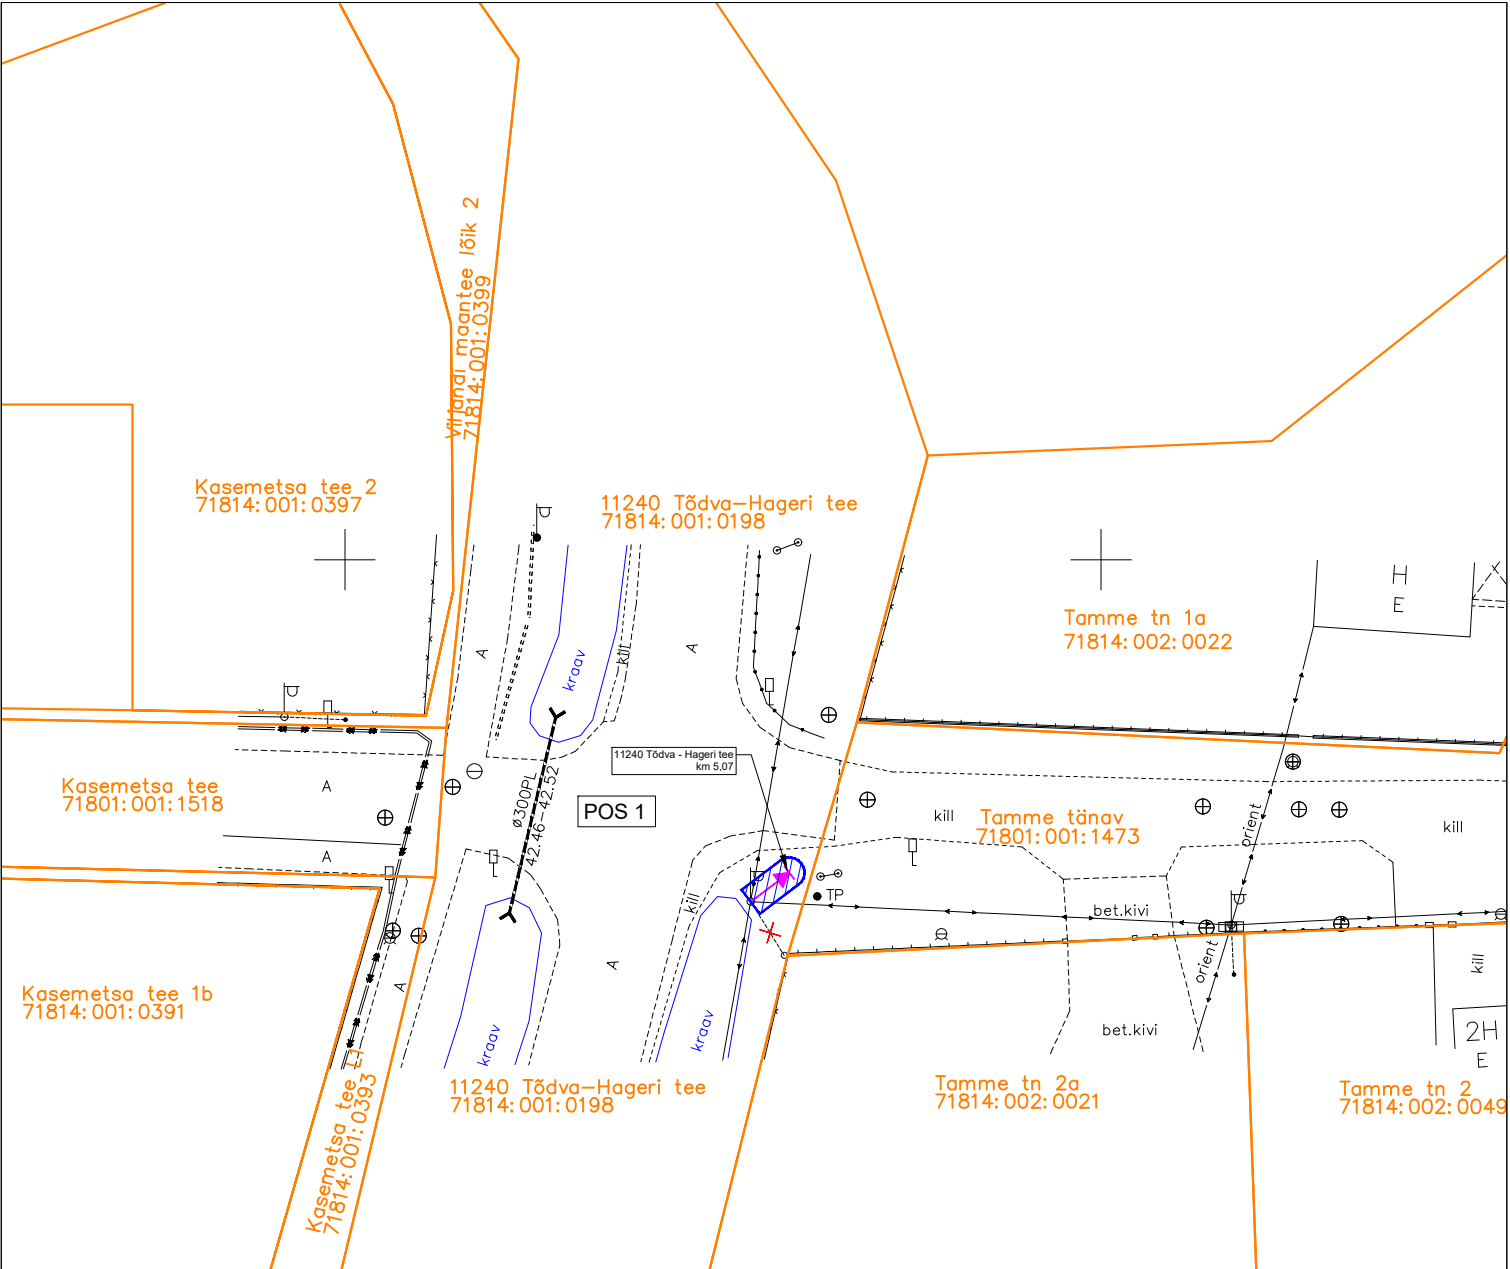 Viljandi maantee lõik 2
71814:001:0399
Kasemetsa tee 2
71814:001:0397
11240 Tõdva-Hageri tee
71814:001:0198
H
E
Tamme tn 1a
71814:002:0022
A
kraav
kill
A
11240 Tõdva - Hageri tee
km 5,07
Kasemetsa tee
71801:001:1518
A
A
ø300PL
42.46-42.52
POS 1
kill
Tamme tänav
71801:001:1473
orient
kill
kill
TP
bet.kivi
orient
kill
A
A
Kasemetsa tee 1b
71814:001:0391
kraav
kraav
bet.kivi
2H
E
Kasemetsa tee L1
71814:001:0393
11240 Tõdva-Hageri tee
71814:001:0198
Tamme tn 2a
71814:002:0021
Tamme tn 2
71814:002:0049